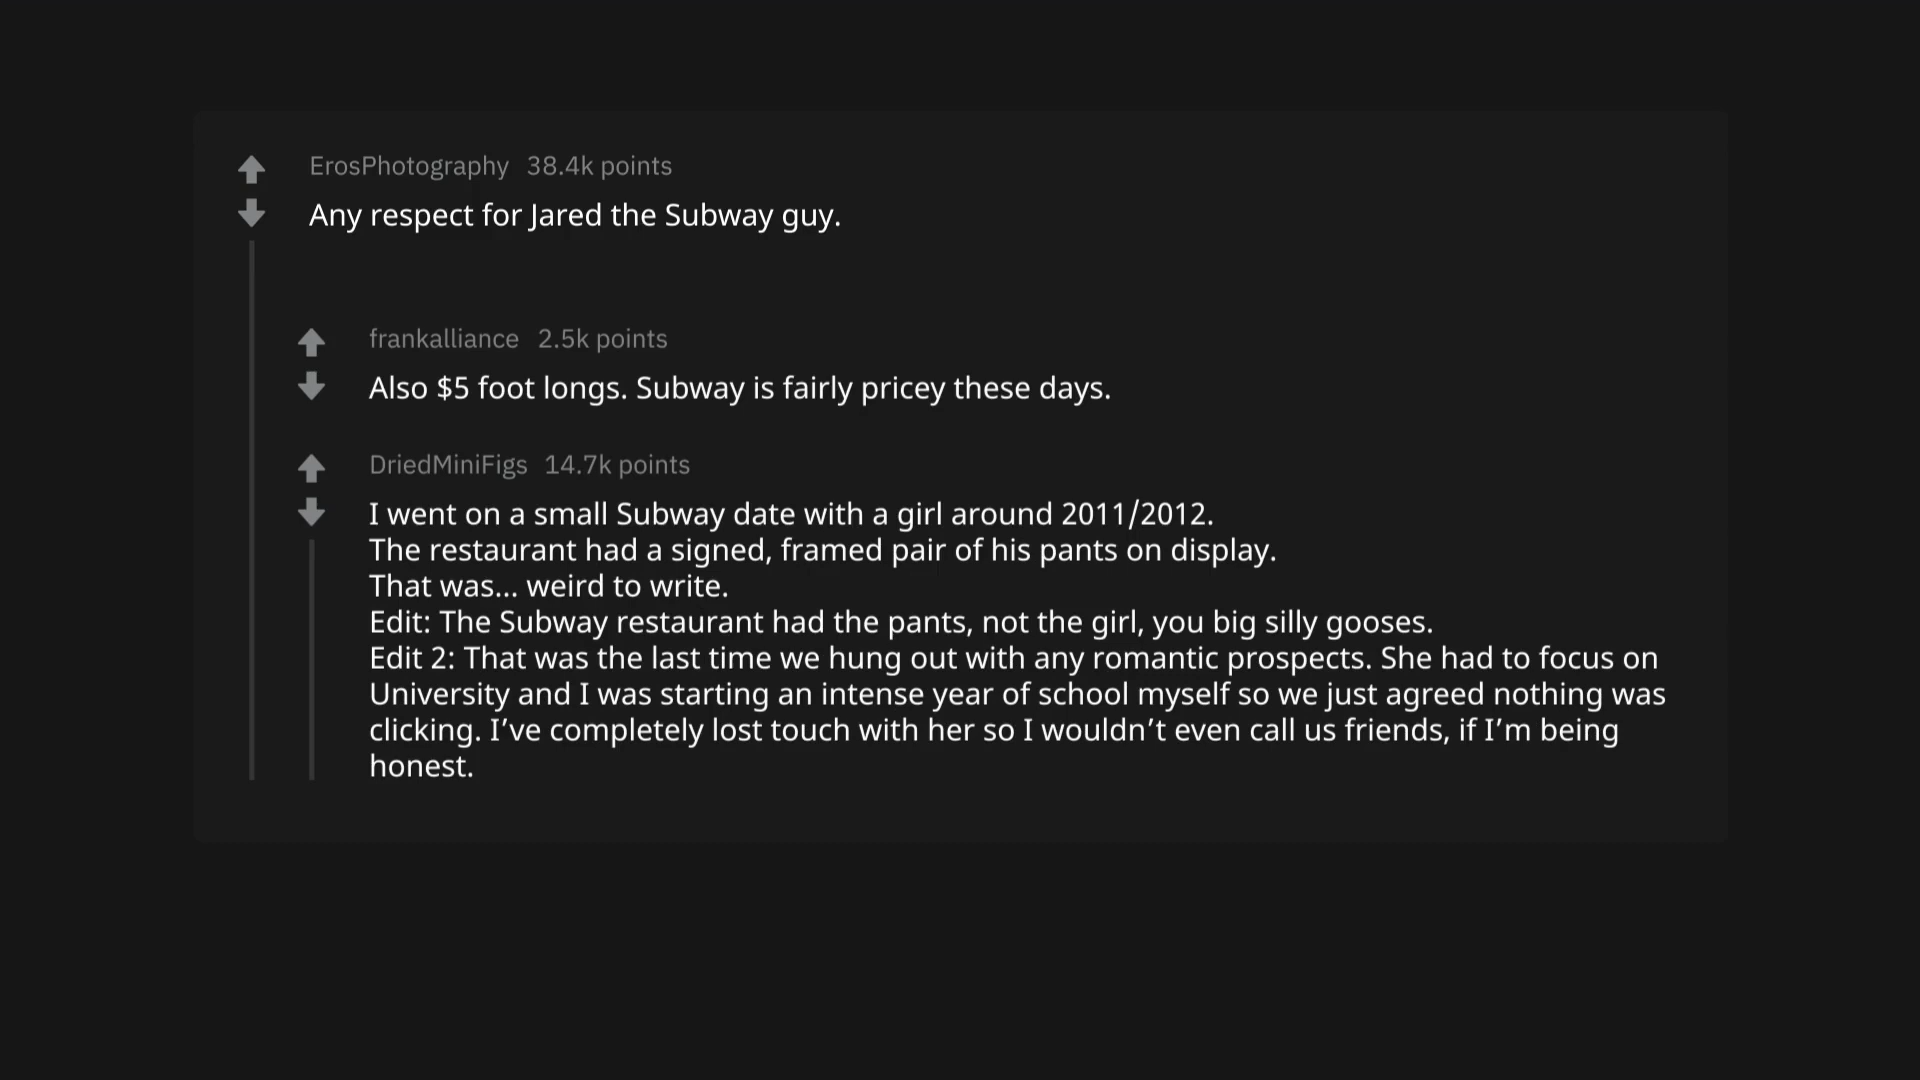 ErosPhotography 38.4k points
Any respect for Jared the Subway guy.
frankalliance 2.5k points
Also $5 foot longs. Subway is fairly pricey these days.
DriedMiniFigs 14.7k points
I went on a small Subway date with a girl around 2011/2012.
The restaurant had a signed, framed pair of his pants on display.
That was... weird to write.
Edit: The Subway restaurant had the pants, not the girl, you big silly gooses.
Edit 2: That was the last time we hung out with any romantic prospects. She had to focus on
University and I was starting an intense year of school myself so we just agreed nothing was
clicking. I’ve completely lost touch with her so I wouldn’t even call us friends, if I’m being
honest.